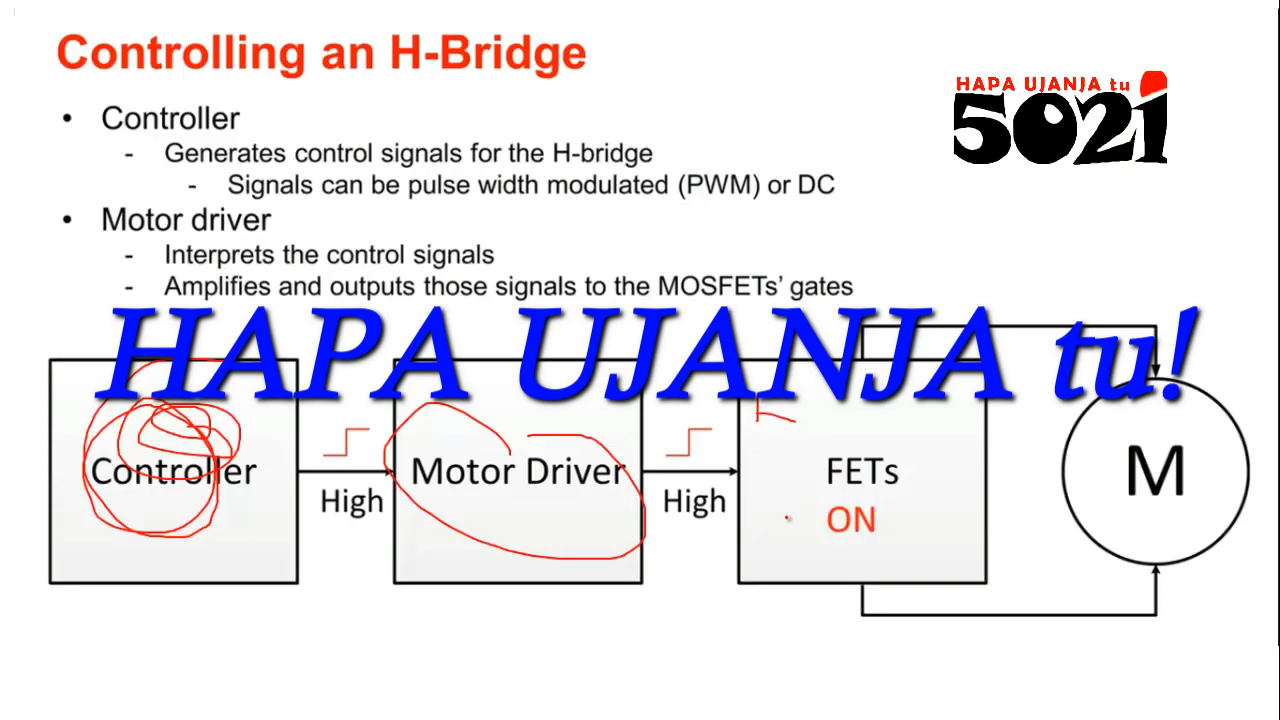 Controlling an H-Bridge
HAPA UJANJA tu
5021
• Controller
- Generates control signals for the H-bridge
- Signals can be pulse width modulated (PWM) or DC
• Motor driver
- Interprets the control signals
- Amplifies and outputs those signals to the MOSFETs’ gates
HAPA UJANJA tu!
Controller
High
Motor Driver
High
FETs
ON
M